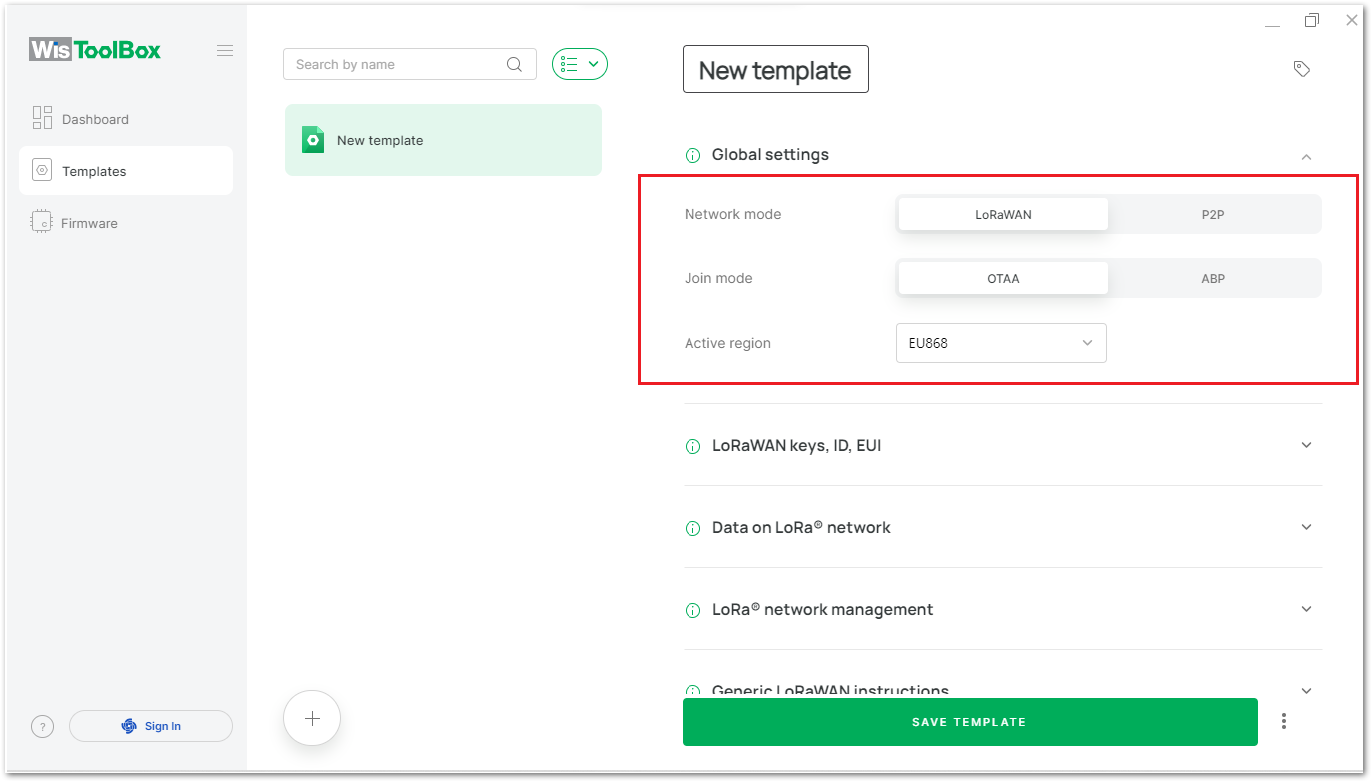 WisToolBox
Dashboard
Templates
Firmware
? Sign In
Search by name
New template
New template
Global settings
Network mode LoRaWAN P2P
Join mode OTAA ABP
Active region EU868
LoRaWAN keys, ID, EUI
Data on LoRa® network
LoRa® network management
Generic LoRaWAN instructions
SAVE TEMPLATE